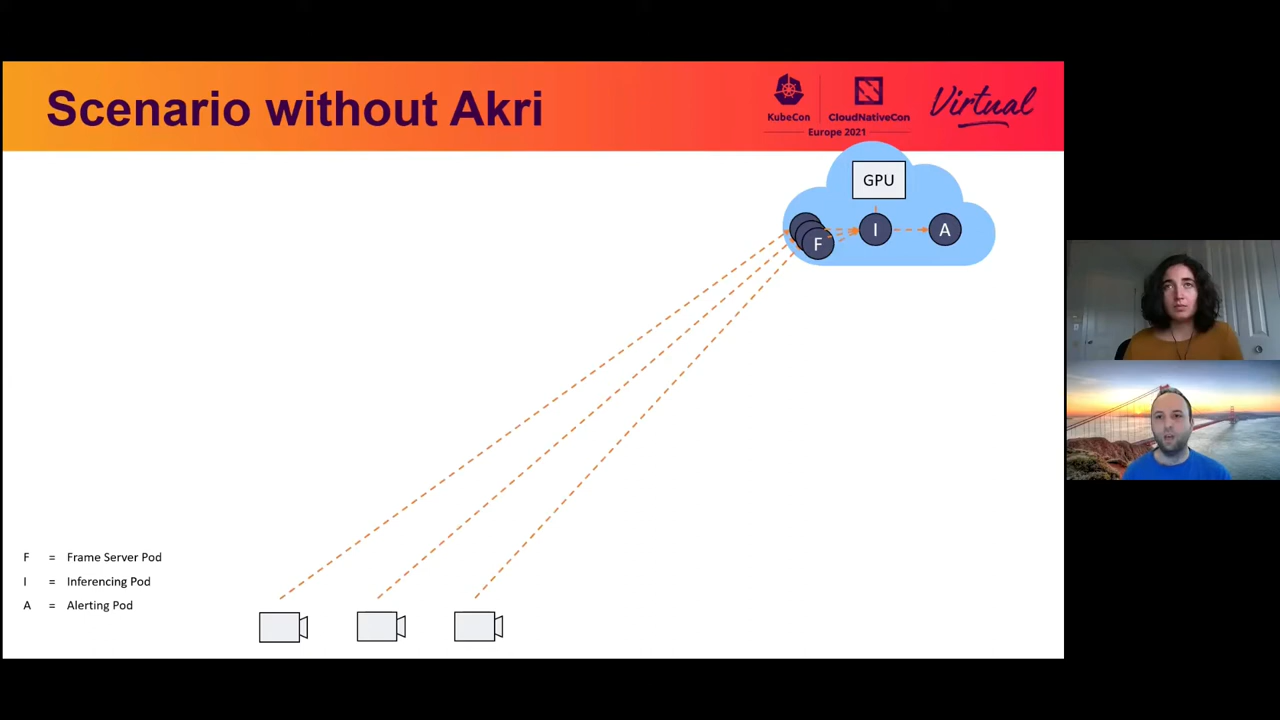 Scenario without Akri
KubeCon
CloudNativeCon
Europe 2021
Virtual
GPU
F
I
A
F = Frame Server Pod
I = Inferencing Pod
A = Alerting Pod